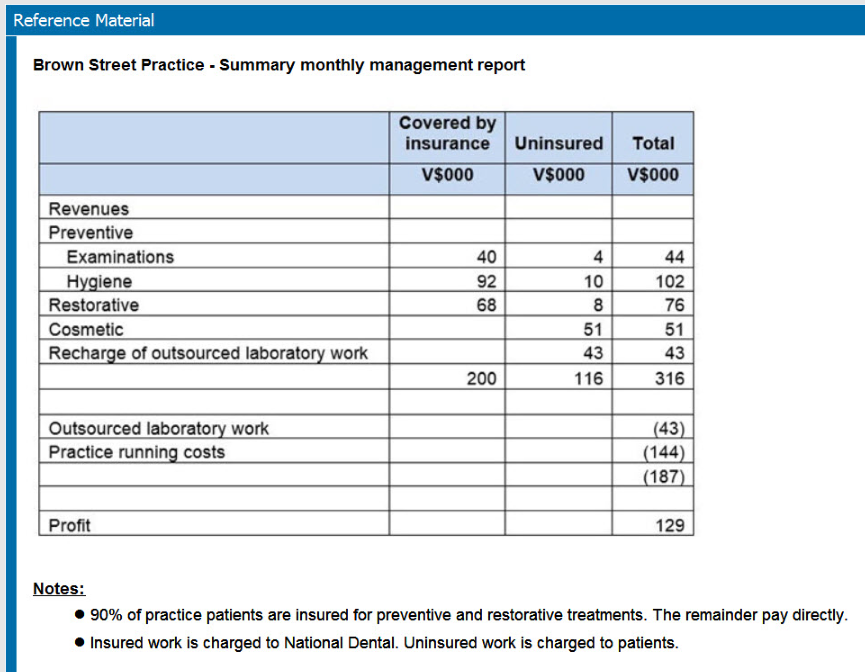 Reference Material
Brown Street Practice - Summary monthly management report
Covered by insurance Uninsured Total
V$000 V$000 V$000
Revenues
Preventive
Examinations 40 4 44
Hygiene 92 10 102
Restorative 68 8 76
Cosmetic 51 51
Recharge of outsourced laboratory work 43 43
200 116 316
Outsourced laboratory work (43)
Practice running costs (144)
(187)
Profit 129
Notes:
● 90% of practice patients are insured for preventive and restorative treatments. The remainder pay directly.
● Insured work is charged to National Dental. Uninsured work is charged to patients.